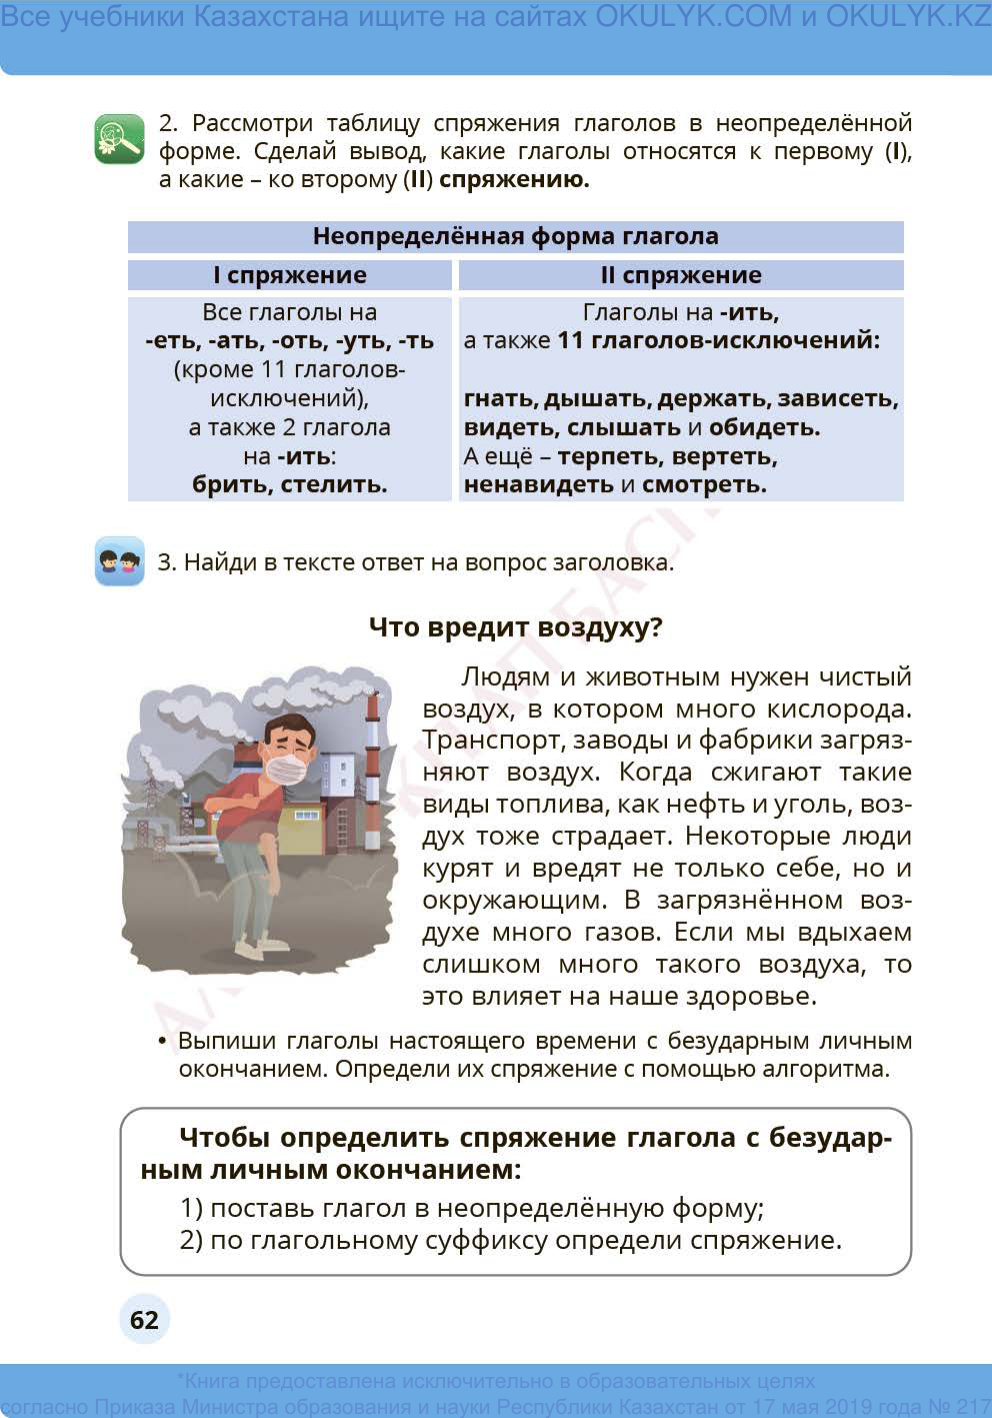 Все учебники Казахстана ищите на сайтах OKULYK.COM и OKULYK.KZ
2. Рассмотри таблицу спряжения глаголов в неопределённой
форме. Сделай вывод, какие глаголы относятся к первому (I),
а какие – ко второму (II) спряжению.
Неопределённая форма глагола
I спряжение
II спряжение
Все глаголы на
-еть, -ать, -оть, -уть, -ть
(кроме 11 глаголов-
исключений),
а также 2 глагола
на -ить:
брить, стелить.
Глаголы на -ить,
а также 11 глаголов-исключений:
гнать, дышать, держать, зависеть,
видеть, слышать и обидеть.
А ещё – терпеть, вертеть,
ненавидеть и смотреть.
3. Найди в тексте ответ на вопрос заголовка.
Что вредит воздуху?
Людям и животным нужен чистый
воздух, в котором много кислорода.
Транспорт, заводы и фабрики загряз-
няют воздух. Когда сжигают такие
виды топлива, как нефть и уголь, воз-
дух тоже страдает. Некоторые люди
курят и вредят не только себе, но и
окружающим. В загрязнённом воз-
духе много газов. Если мы вдыхаем
слишком много такого воздуха, то
это влияет на наше здоровье.
• Выпиши глаголы настоящего времени с безударным личным
окончанием. Определи их спряжение с помощью алгоритма.
Чтобы определить спряжение глагола с безудар-
ным личным окончанием:
1) поставь глагол в неопределённую форму;
2) по глагольному суффиксу определи спряжение.
62
*Книга предоставлена исключительно в образовательных целях
согласно Приказа Министра образования и науки Республики Казахстан от 17 мая 2019 года № 217